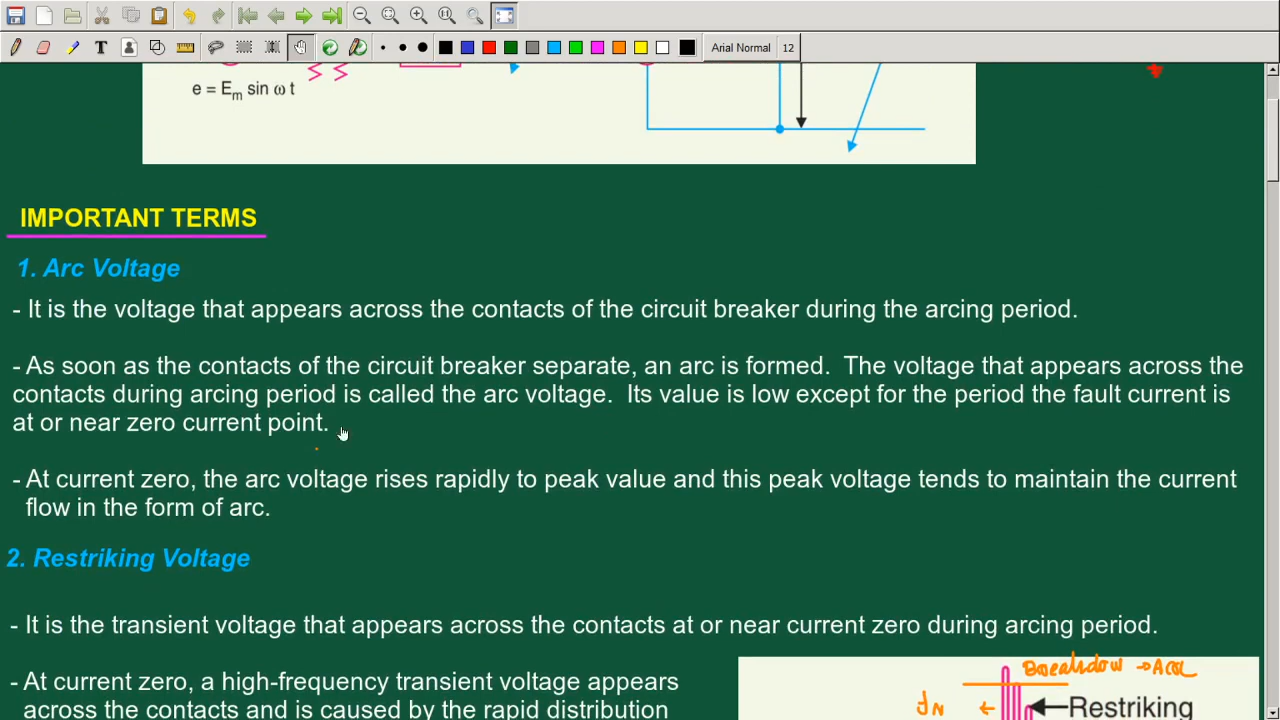 Arial Normal 12
e = Em sin ω t
IMPORTANT TERMS
1. Arc Voltage
- It is the voltage that appears across the contacts of the circuit breaker during the arcing period.
- As soon as the contacts of the circuit breaker separate, an arc is formed.  The voltage that appears across the
contacts during arcing period is called the arc voltage.  Its value is low except for the period the fault current is
at or near zero current point.
- At current zero, the arc voltage rises rapidly to peak value and this peak voltage tends to maintain the current
flow in the form of arc.
2. Restriking Voltage
- It is the transient voltage that appears across the contacts at or near current zero during arcing period.
- At current zero, a high-frequency transient voltage appears
across the contacts and is caused by the rapid distribution
Restriking